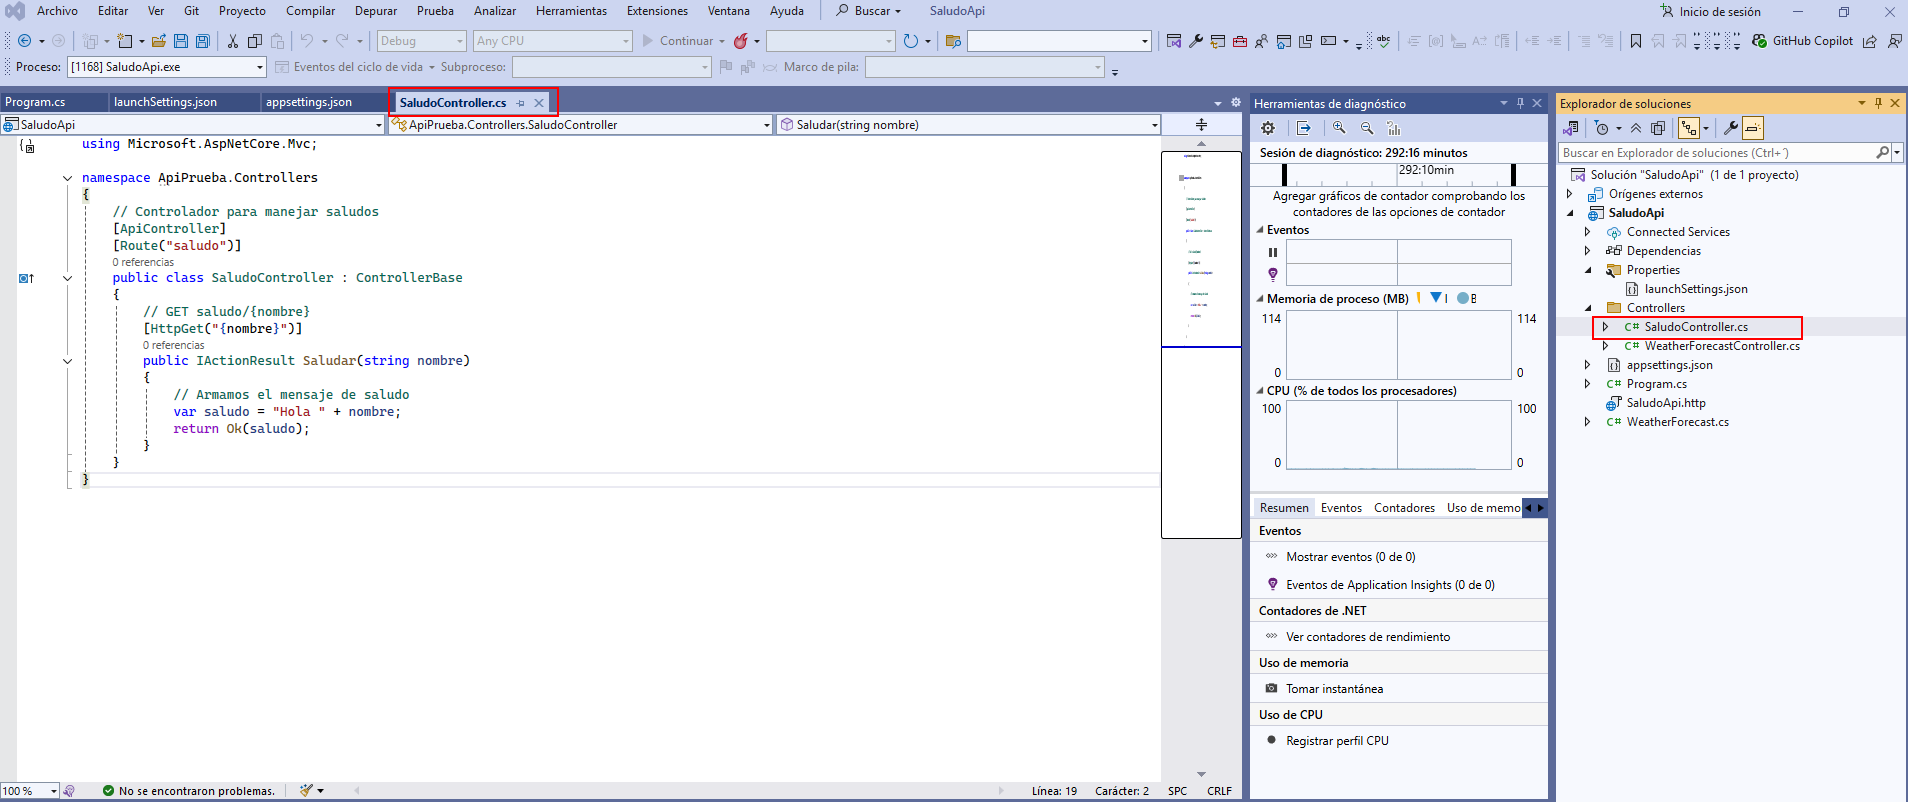 Archivo Editar Ver Git Proyecto Compilar Depurar Prueba Analizar Herramientas Extensiones Ventana Ayuda Buscar SaludoApi Inicio de sesión
Debug Any CPU Continuar GitHub Copilot
Proceso: [1168] SaludoApi.exe Eventos del ciclo de vida Subproceso: Marco de pila:
Program.cs launchSettings.json appsettings.json SaludoController.cs
SaludoApi ApiPrueba.Controllers.SaludoController Saludar(string nombre)
using Microsoft.AspNetCore.Mvc;
namespace ApiPrueba.Controllers
{
// Controlador para manejar saludos
[ApiController]
[Route("saludo")]
0 referencias
public class SaludoController : ControllerBase
{
// GET saludo/{nombre}
[HttpGet("{nombre}")]
0 referencias
public IActionResult Saludar(string nombre)
{
// Armamos el mensaje de saludo
var saludo = "Hola " + nombre;
return Ok(saludo);
}
}
}
100 % No se encontraron problemas. Línea: 19 Carácter: 2 SPC CRLF
Herramientas de diagnóstico
Sesión de diagnóstico: 292:16 minutos
292:10min
Agregar gráficos de contador comprobando los
contadores de las opciones de contador
Eventos
Memoria de proceso (MB) I B
114 114
0 0
CPU (% de todos los procesadores)
100 100
0 0
Resumen Eventos Contadores Uso de memo
Eventos
Mostrar eventos (0 de 0)
Eventos de Application Insights (0 de 0)
Contadores de .NET
Ver contadores de rendimiento
Uso de memoria
Tomar instantánea
Uso de CPU
Registrar perfil CPU
Explorador de soluciones
Buscar en Explorador de soluciones (Ctrl+´)
Solución "SaludoApi" (1 de 1 proyecto)
Orígenes externos
SaludoApi
Connected Services
Dependencias
Properties
launchSettings.json
Controllers
C# SaludoController.cs
C# WeatherForecastController.cs
appsettings.json
C# Program.cs
SaludoApi.http
C# WeatherForecast.cs